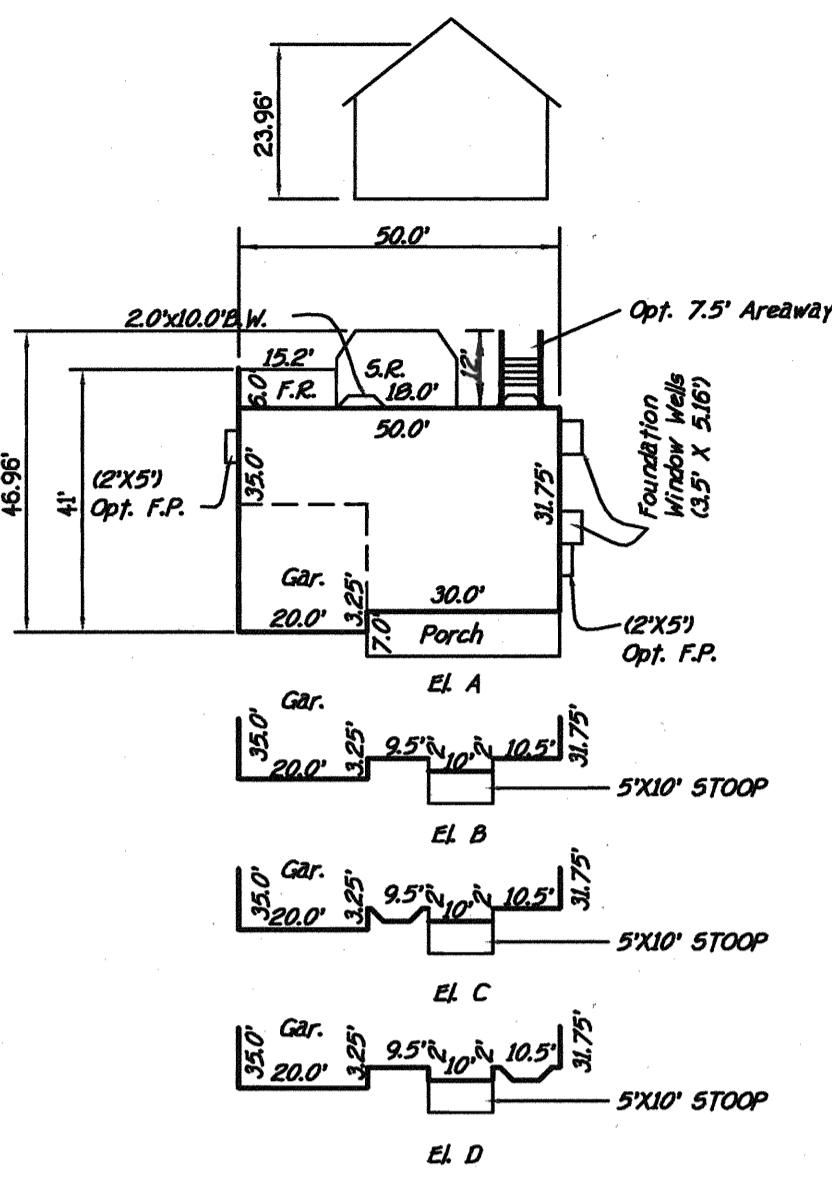 23.96'
50.0'
2.0'x10.0'B.W.
Opt. 7.5' Areaway
15.2'
S.R.
12'
6.0'
F.R.
18.0'
50.0'
Foundation
Window Wells
(3.5' X 5.16')
46.96'
41'
(2'X5')
Opt. F.P.
35.0'
31.75'
Gar.
3.25'
30.0'
20.0'
7.0'
Porch
(2'X5')
Opt. F.P.
El. A
Gar.
35.0'
20.0'
3.25'
9.5'
2'
10'
2'
10.5'
31.75'
5'X10' STOOP
El. B
Gar.
35.0'
20.0'
3.25'
9.5'
2'
10'
2'
10.5'
31.75'
5'X10' STOOP
El. C
Gar.
35.0'
20.0'
3.25'
9.5'
2'
10'
2'
10.5'
31.75'
5'X10' STOOP
El. D